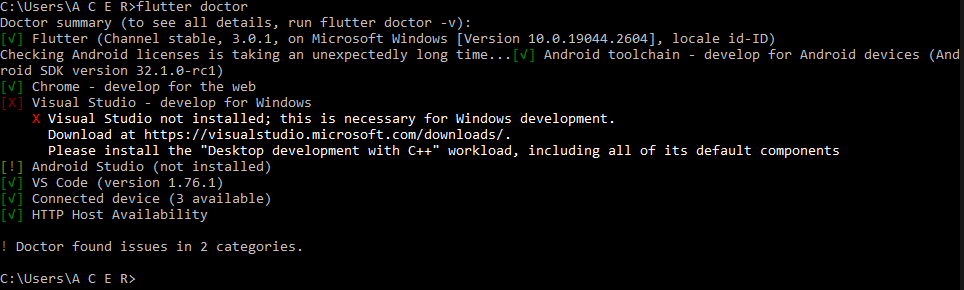 C:\Users\A C E R>flutter doctor
Doctor summary (to see all details, run flutter doctor -v):
[√] Flutter (Channel stable, 3.0.1, on Microsoft Windows [Version 10.0.19044.2604], locale id-ID)
Checking Android licenses is taking an unexpectedly long time...[√] Android toolchain - develop for Android devices (And
roid SDK version 32.1.0-rc1)
[√] Chrome - develop for the web
[X] Visual Studio - develop for Windows
    X Visual Studio not installed; this is necessary for Windows development.
      Download at https://visualstudio.microsoft.com/downloads/.
      Please install the "Desktop development with C++" workload, including all of its default components
[!] Android Studio (not installed)
[√] VS Code (version 1.76.1)
[√] Connected device (3 available)
[√] HTTP Host Availability
! Doctor found issues in 2 categories.
C:\Users\A C E R>